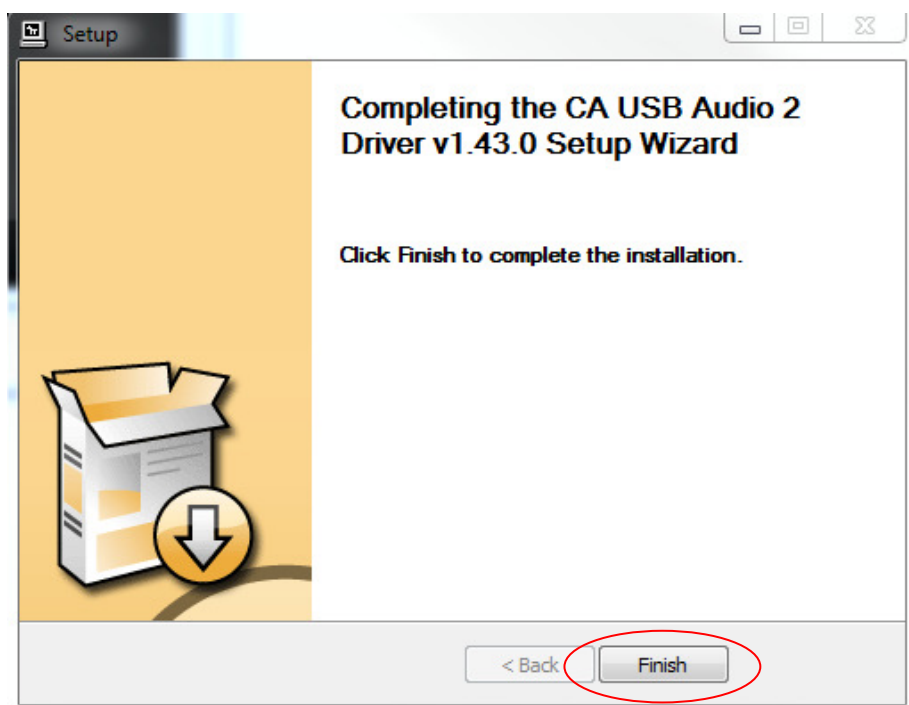 Setup
Completing the CA USB Audio 2
Driver v1.43.0 Setup Wizard
Click Finish to complete the installation.
< Back
Finish